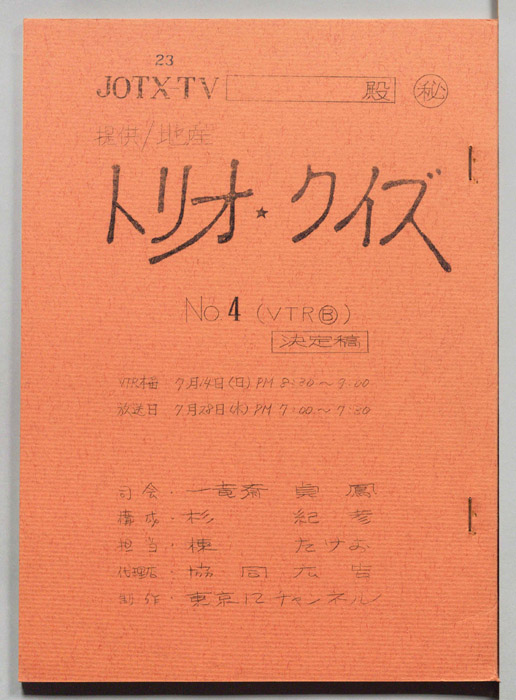 23
JOTX-TV 殿 ㊙
提供/地産
トリオ★クイズ
No.4 (VTRⒷ)
決定稿
VTR本番 7月14日(日)PM 8:30〜9:00
放送日 7月28日(木)PM 7:00〜7:30
司会・一竜斎 貞鳳
構成・杉 紀彦
担当・棟 たけお
代理店・協同広告
制作・東京12チャンネル